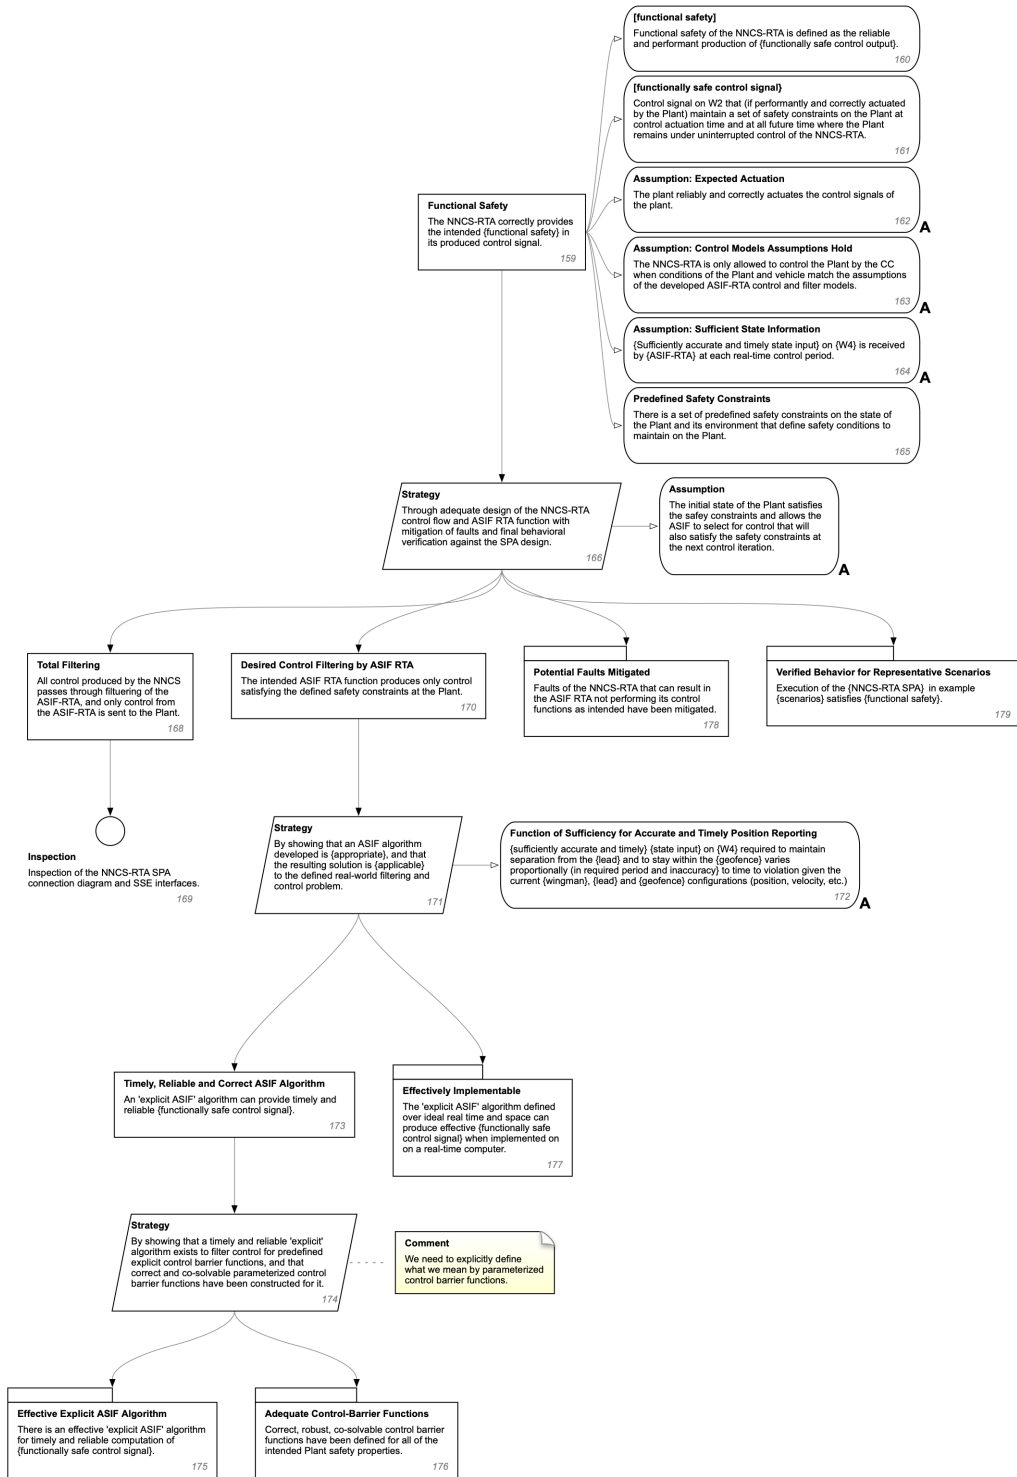 [functional safety]
Functional safety of the NNCS-RTA is defined as the reliable
and performant production of {functionally safe control output}.
160
[functionally safe control signal}
Control signal on W2 that (if performantly and correctly actuated
by the Plant) maintain a set of safety constraints on the Plant at
control actuation time and at all future time where the Plant
remains under uninterrupted control of the NNCS-RTA.
161
Assumption: Expected Actuation
The plant reliably and correctly actuates the control signals of
the plant.
162
A
Functional Safety
The NNCS-RTA correctly provides
the intended {functional safety} in
its produced control signal.
159
Assumption: Control Models Assumptions Hold
The NNCS-RTA is only allowed to control the Plant by the CC
when conditions of the Plant and vehicle match the assumptions
of the developed ASIF-RTA control and filter models.
163
A
Assumption: Sufficient State Information
{Sufficiently accurate and timely state input} on {W4} is received
by {ASIF-RTA} at each real-time control period.
164
A
Predefined Safety Constraints
There is a set of predefined safety constraints on the state of
the Plant and its environment that define safety conditions to
maintain on the Plant.
165
Strategy
Through adequate design of the NNCS-RTA
control flow and ASIF RTA function with
mitigation of faults and final behavioral
verification against the SPA design.
166
Assumption
The initial state of the Plant satisfies
the safey constraints and allows the
ASIF to select for control that will
also satisfy the safety constraints at
the next control iteration.
A
Total Filtering
All control produced by the NNCS
passes through filtuering of the
ASIF-RTA, and only control from
the ASIF-RTA is sent to the Plant.
168
Desired Control Filtering by ASIF RTA
The intended ASIF RTA function produces only control
satisfying the defined safety constraints at the Plant.
170
Potential Faults Mitigated
Faults of the NNCS-RTA that can result in
the ASIF RTA not performing its control
functions as intended have been mitigated.
178
Verified Behavior for Representative Scenarios
Execution of the {NNCS-RTA SPA} in example
{scenarios} satisfies {functional safety}.
179
Inspection
Inspection of the NNCS-RTA SPA
connection diagram and SSE interfaces.
169
Strategy
By showing that an ASIF algorithm
developed is {appropriate}, and that
the resulting solution is {applicable}
to the defined real-world filtering and
control problem.
171
Function of Sufficiency for Accurate and Timely Position Reporting
{sufficiently accurate and timely} {state input} on {W4} required to maintain
separation from the {lead} and to stay within the {geofence} varies
proportionally (in required period and inaccuracy} to time to violation given the
current {wingman}, {lead} and {geofence} configurations (position, velocity, etc.)
172
A
Timely, Reliable and Correct ASIF Algorithm
An 'explicit ASIF' algorithm can provide timely and
reliable {functionally safe control signal}.
173
Effectively Implementable
The 'explicit ASIF' algorithm defined
over ideal real time and space can
produce effective {functionally safe
control signal} when implemented on
on a real-time computer.
177
Strategy
By showing that a timely and reliable 'explicit'
algorithm exists to filter control for predefined
explicit control barrier functions, and that
correct and co-solvable parameterized control
barrier functions have been constructed for it.
174
Comment
We need to explicitly define
what we mean by parameterized
control barrier functions.
Effective Explicit ASIF Algorithm
There is an effective 'explicit ASIF' algorithm
for timely and reliable computation of
{functionally safe control signal}.
175
Adequate Control-Barrier Functions
Correct, robust, co-solvable control barrier
functions have been defined for all of the
intended Plant safety properties.
176